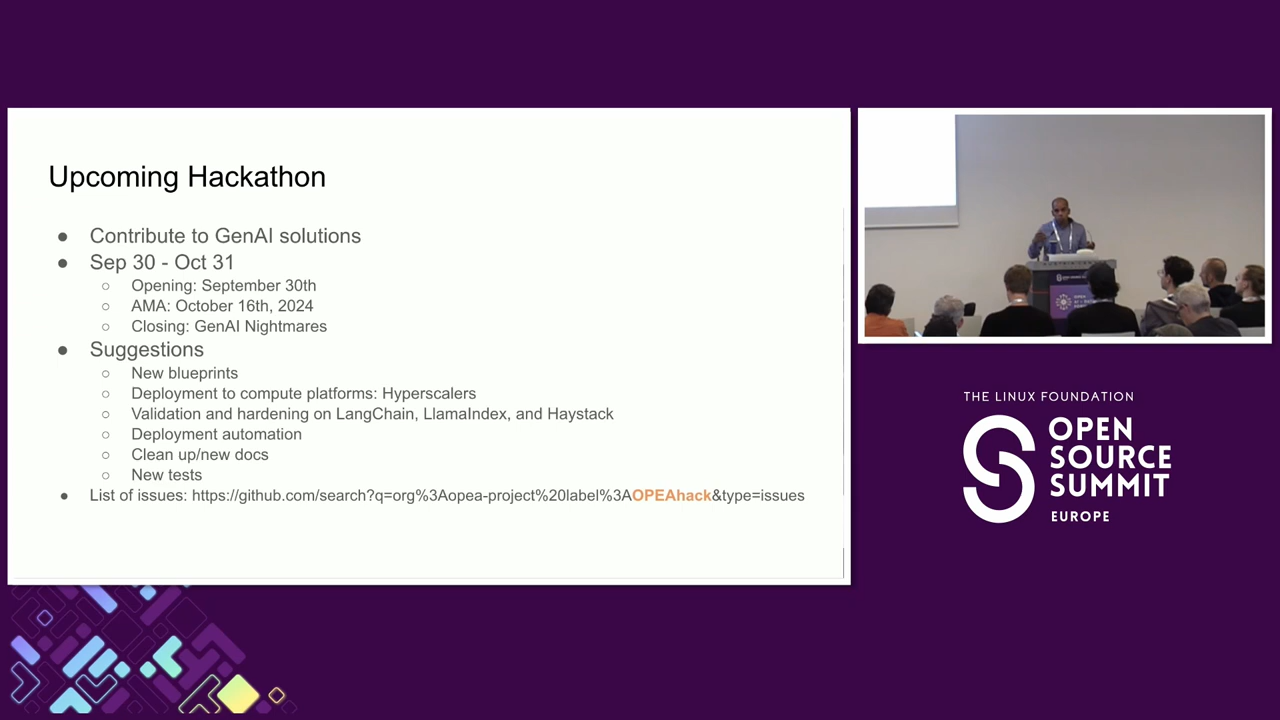 Upcoming Hackathon
● Contribute to GenAI solutions
● Sep 30 - Oct 31
○ Opening: September 30th
○ AMA: October 16th, 2024
○ Closing: GenAI Nightmares
● Suggestions
○ New blueprints
○ Deployment to compute platforms: Hyperscalers
○ Validation and hardening on LangChain, LlamaIndex, and Haystack
○ Deployment automation
○ Clean up/new docs
○ New tests
● List of issues: https://github.com/search?q=org%3Aopea-project%20label%3AOPEAhack&type=issues
THE LINUX FOUNDATION
OPEN
SOURCE
SUMMIT
EUROPE